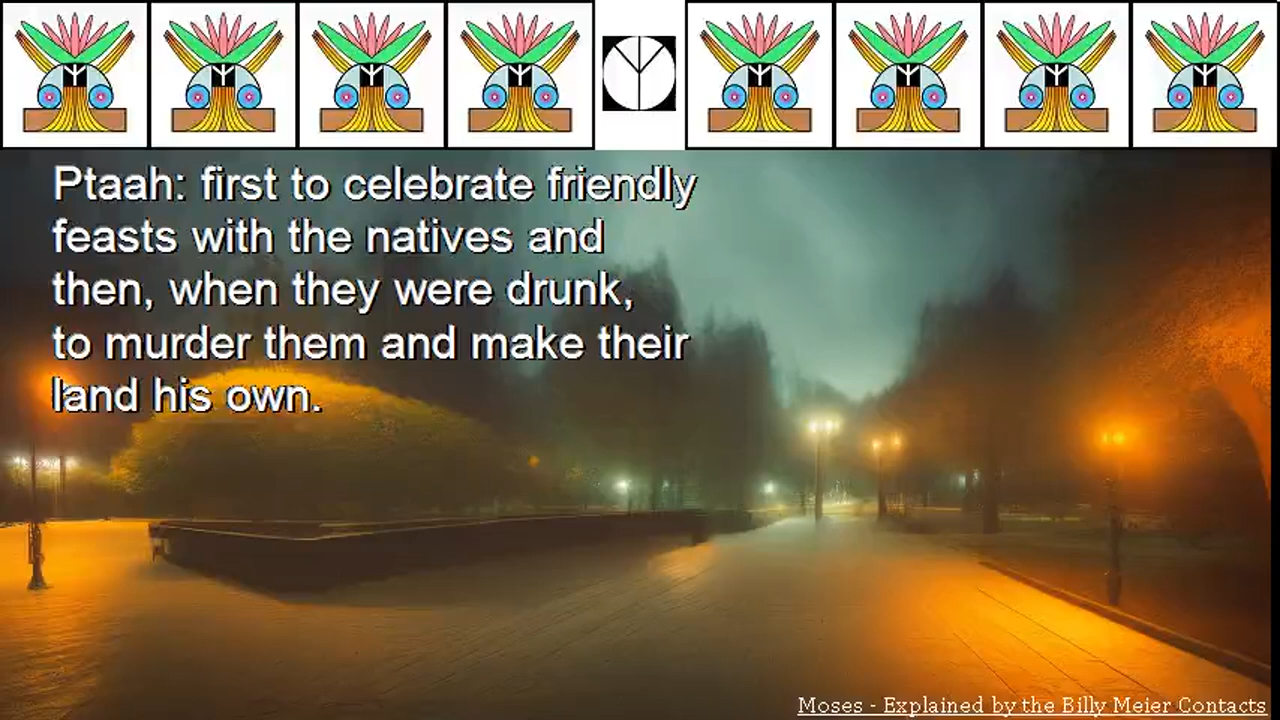 Ptaah: first to celebrate friendly
feasts with the natives and
then, when they were drunk,
to murder them and make their
land his own.
Moses - Explained by the Billy Meier Contacts